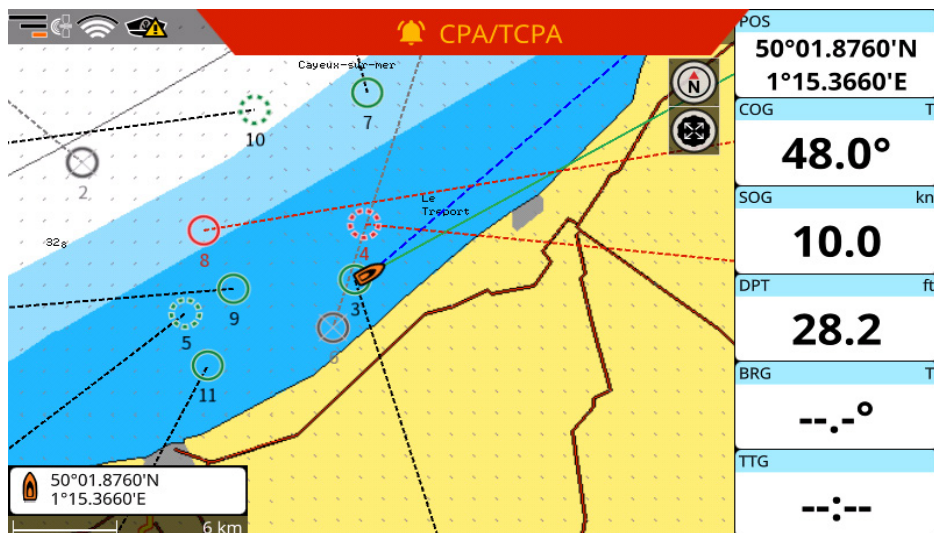 CPA/TCPA
Cayeux-sur-mer
N
10
7
2
Le
Treport
32₈
8
4
3
9
5
6
11
50°01.8760'N
1°15.3660'E
6 km
POS
50°01.8760'N
1°15.3660'E
COG T
48.0°
SOG kn
10.0
DPT ft
28.2
BRG T
--.-°
TTG
--:--